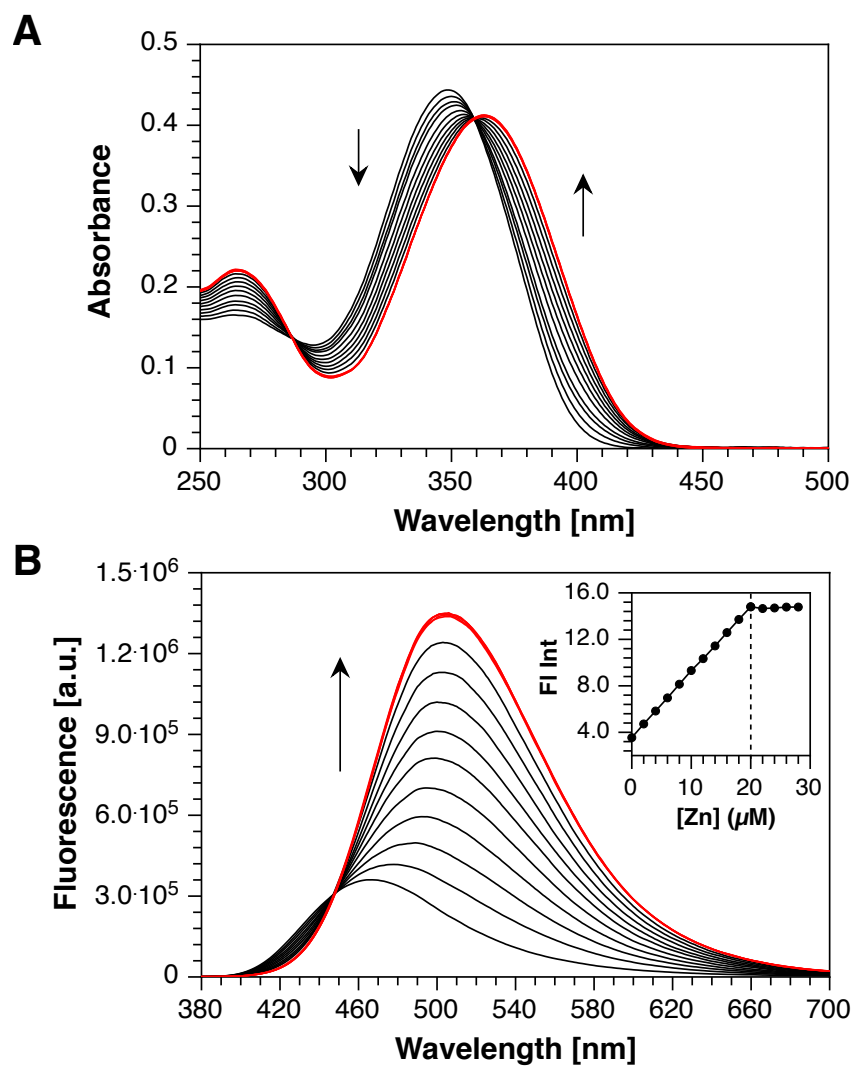 A
0.5
0.4
0.3
0.2
0.1
0
Absorbance
250 300 350 400 450 500
Wavelength [nm]
B
1.5·10⁶
1.2·10⁶
9.0·10⁵
6.0·10⁵
3.0·10⁵
0
Fluorescence [a.u.]
16.0
12.0
8.0
4.0
Fl Int
0 10 20 30
[Zn] (µM)
380 420 460 500 540 580 620 660 700
Wavelength [nm]